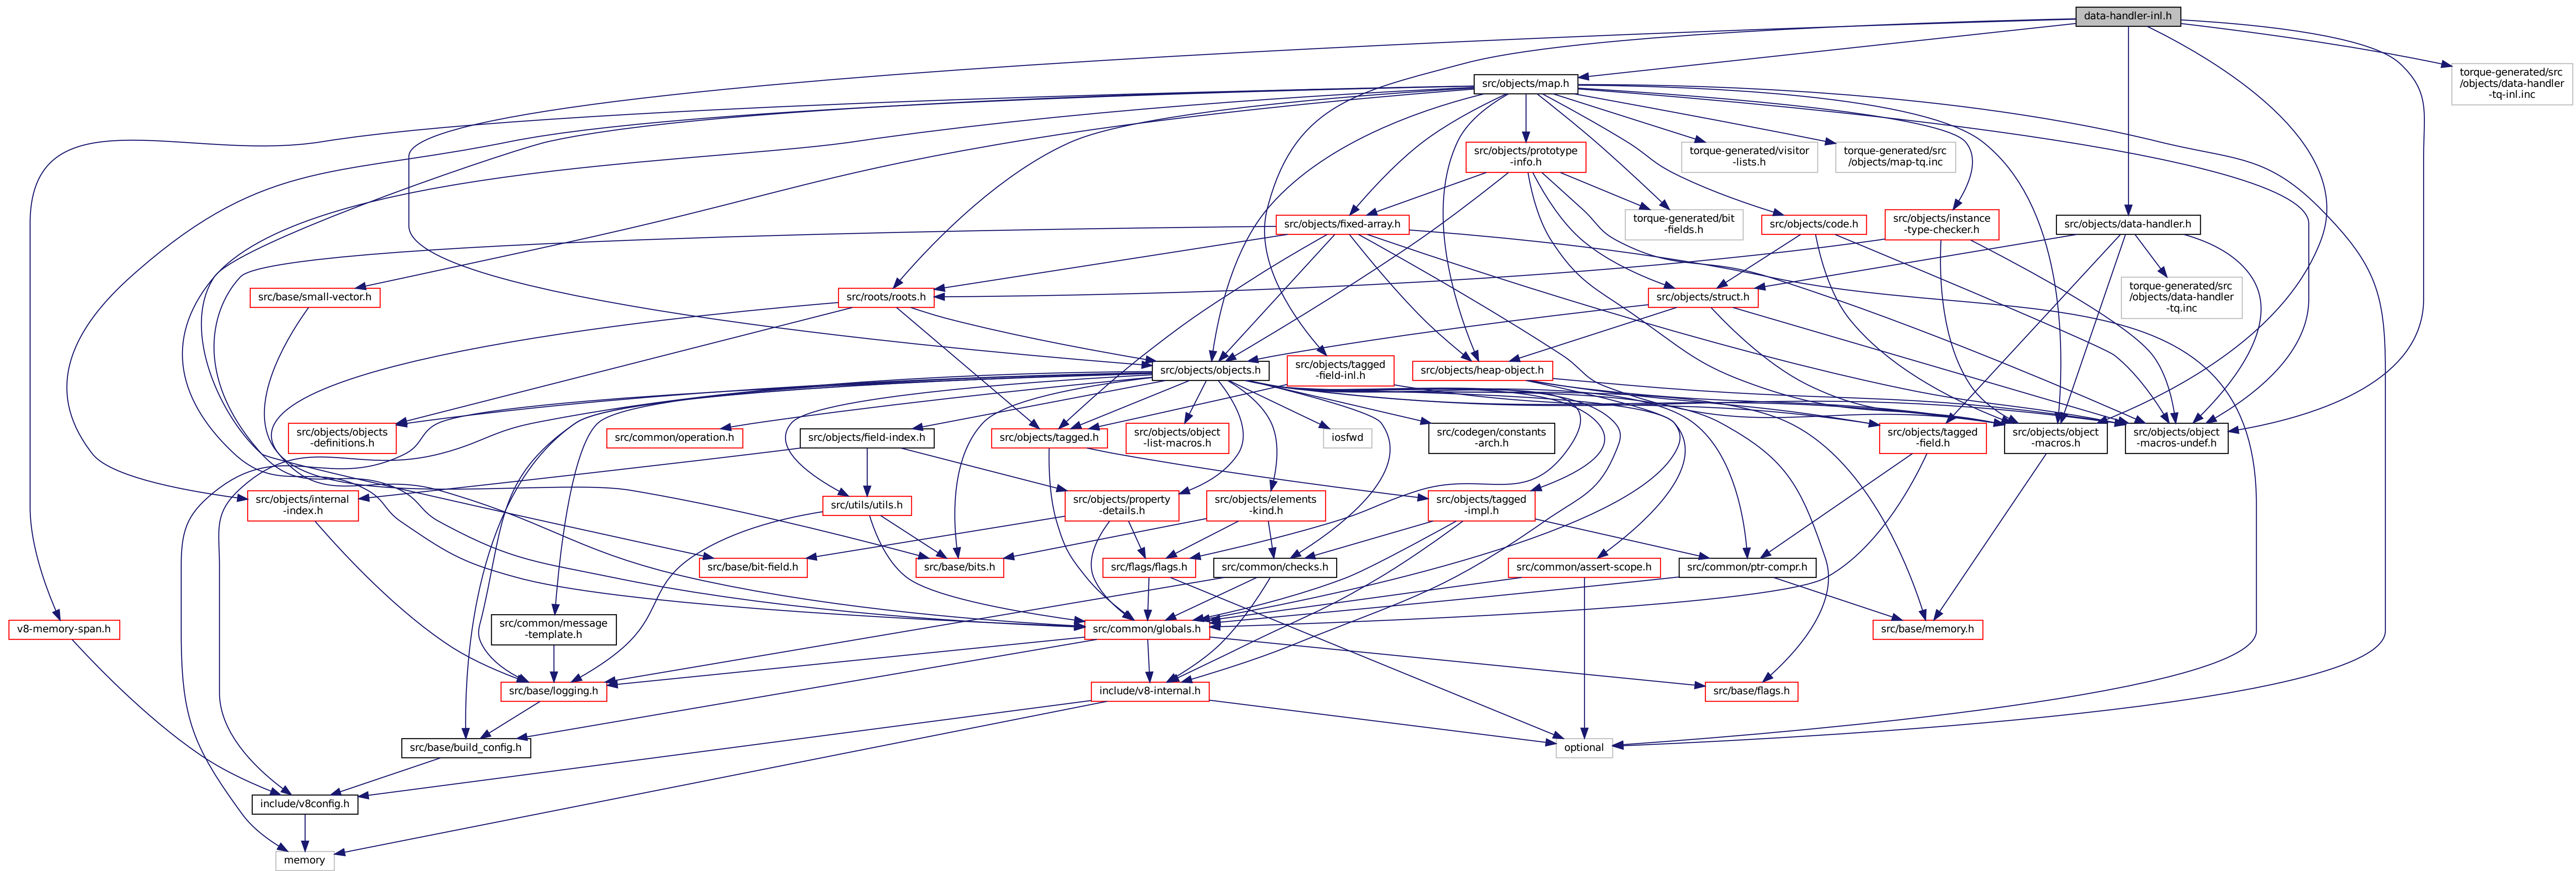 data-handler-inl.h
src/objects/map.h
torque-generated/src
/objects/data-handler
-tq-inl.inc
src/objects/prototype
-info.h
torque-generated/visitor
-lists.h
torque-generated/src
/objects/map-tq.inc
src/objects/fixed-array.h
torque-generated/bit
-fields.h
src/objects/code.h
src/objects/instance
-type-checker.h
src/objects/data-handler.h
src/base/small-vector.h
src/roots/roots.h
src/objects/struct.h
torque-generated/src
/objects/data-handler
-tq.inc
src/objects/objects.h
src/objects/tagged
-field-inl.h
src/objects/heap-object.h
src/objects/objects
-definitions.h
src/common/operation.h
src/objects/field-index.h
src/objects/tagged.h
src/objects/object
-list-macros.h
iosfwd
src/codegen/constants
-arch.h
src/objects/tagged
-field.h
src/objects/object
-macros.h
src/objects/object
-macros-undef.h
src/objects/internal
-index.h
src/utils/utils.h
src/objects/property
-details.h
src/objects/elements
-kind.h
src/objects/tagged
-impl.h
src/base/bit-field.h
src/base/bits.h
src/flags/flags.h
src/common/checks.h
src/common/assert-scope.h
src/common/ptr-compr.h
v8-memory-span.h
src/common/message
-template.h
src/common/globals.h
src/base/memory.h
src/base/logging.h
include/v8-internal.h
src/base/flags.h
src/base/build_config.h
optional
include/v8config.h
memory